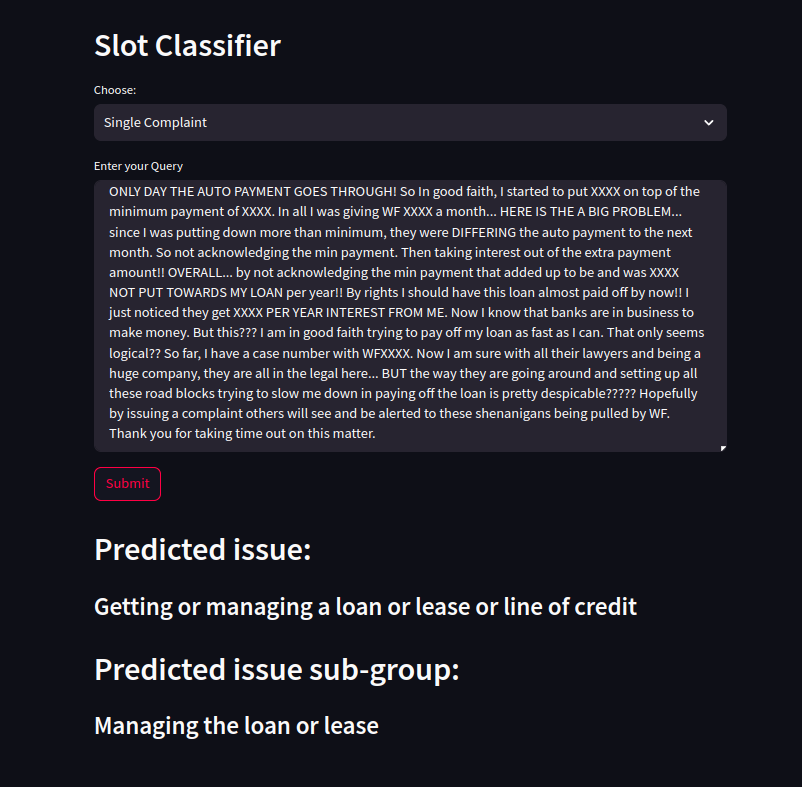 Slot Classifier
Choose:
Single Complaint
Enter your Query
ONLY DAY THE AUTO PAYMENT GOES THROUGH! So In good faith, I started to put XXXX on top of the
minimum payment of XXXX. In all I was giving WF XXXX a month... HERE IS THE A BIG PROBLEM...
since I was putting down more than minimum, they were DIFFERING the auto payment to the next
month. So not acknowledging the min payment. Then taking interest out of the extra payment
amount!! OVERALL... by not acknowledging the min payment that added up to be and was XXXX
NOT PUT TOWARDS MY LOAN per year!! By rights I should have this loan almost paid off by now!! I
just noticed they get XXXX PER YEAR INTEREST FROM ME. Now I know that banks are in business to
make money. But this??? I am in good faith trying to pay off my loan as fast as I can. That only seems
logical?? So far, I have a case number with WFXXXX. Now I am sure with all their lawyers and being a
huge company, they are all in the legal here... BUT the way they are going around and setting up all
these road blocks trying to slow me down in paying off the loan is pretty despicable????? Hopefully
by issuing a complaint others will see and be alerted to these shenanigans being pulled by WF.
Thank you for taking time out on this matter.
Submit
Predicted issue:
Getting or managing a loan or lease or line of credit
Predicted issue sub-group:
Managing the loan or lease